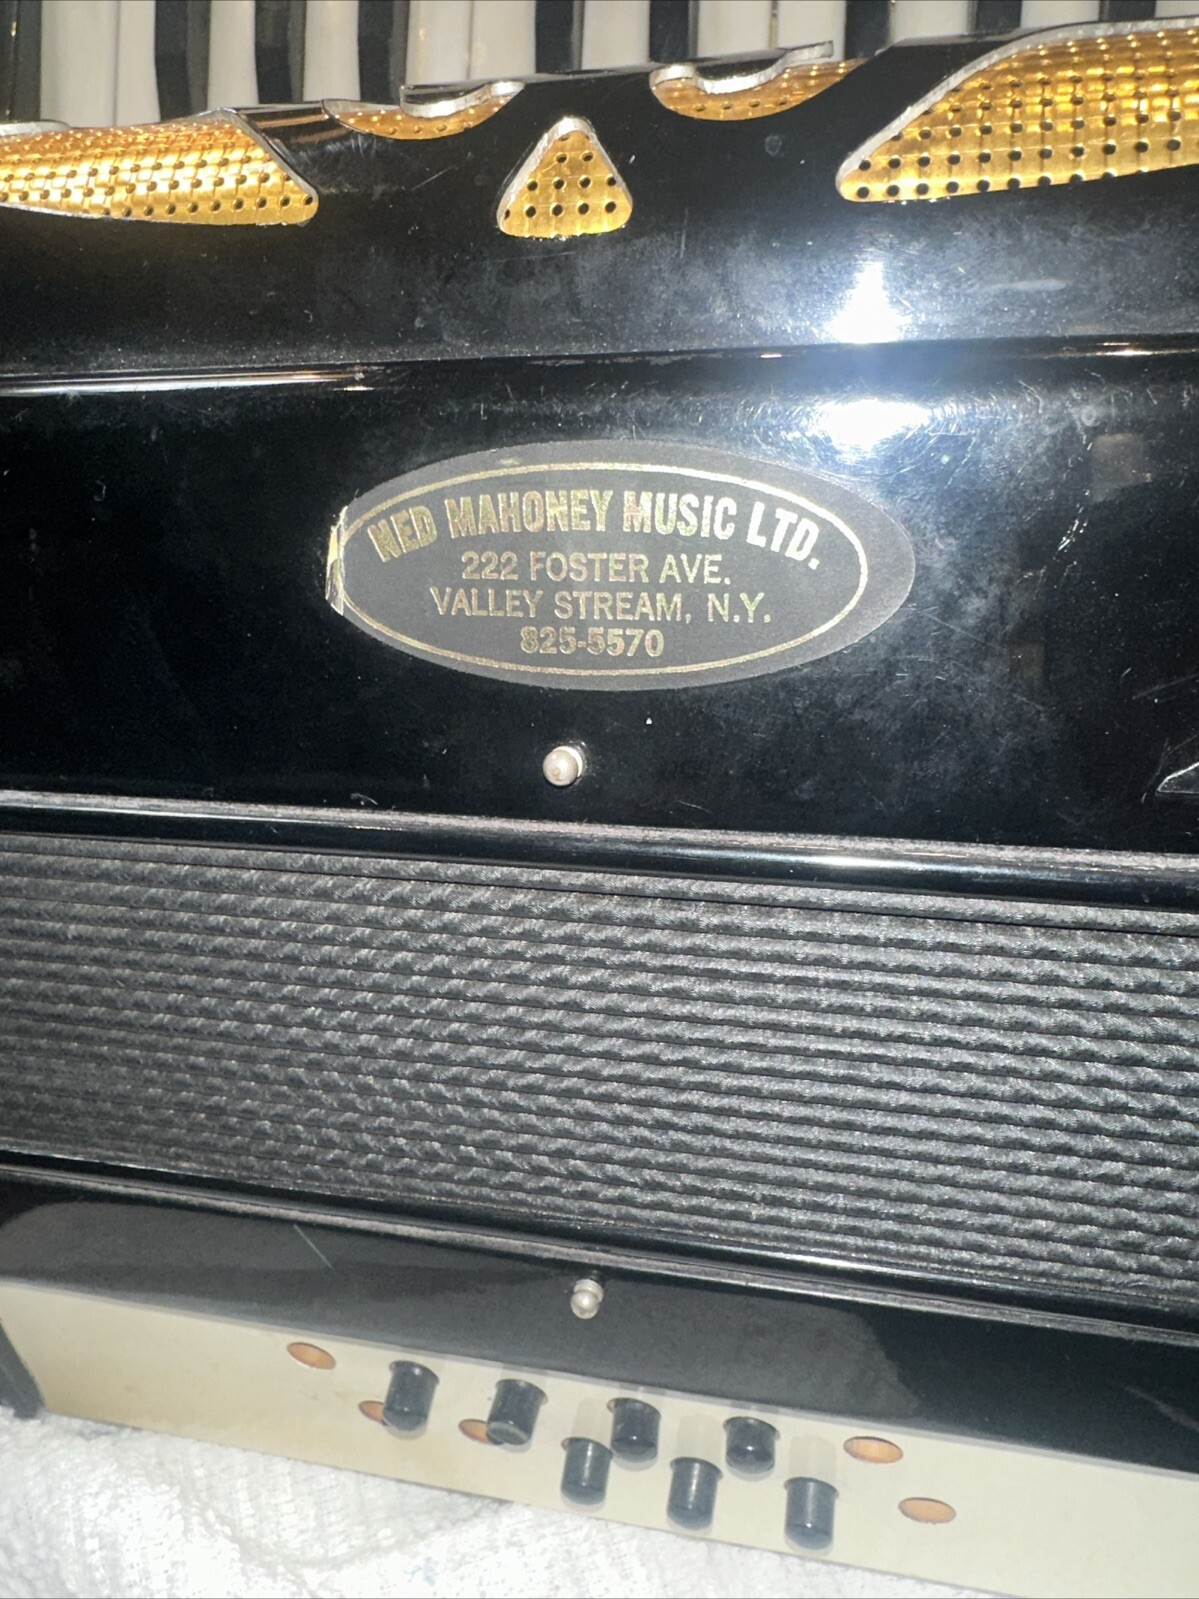 NED MAHONEY MUSIC LTD.
222 FOSTER AVE.
VALLEY STREAM, N.Y.
825-5570